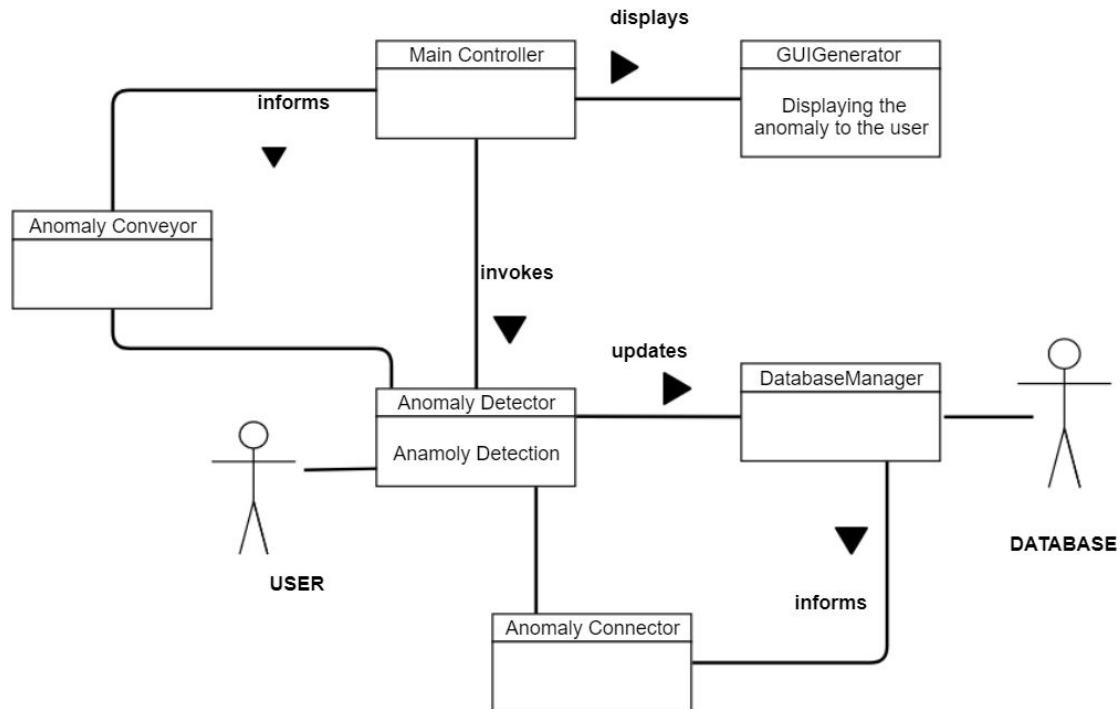 displays
Main Controller
GUIGenerator
Displaying the
anomaly to the user
informs
Anomaly Conveyor
invokes
updates
DatabaseManager
Anomaly Detector
Anamoly Detection
DATABASE
USER
informs
Anomaly Connector